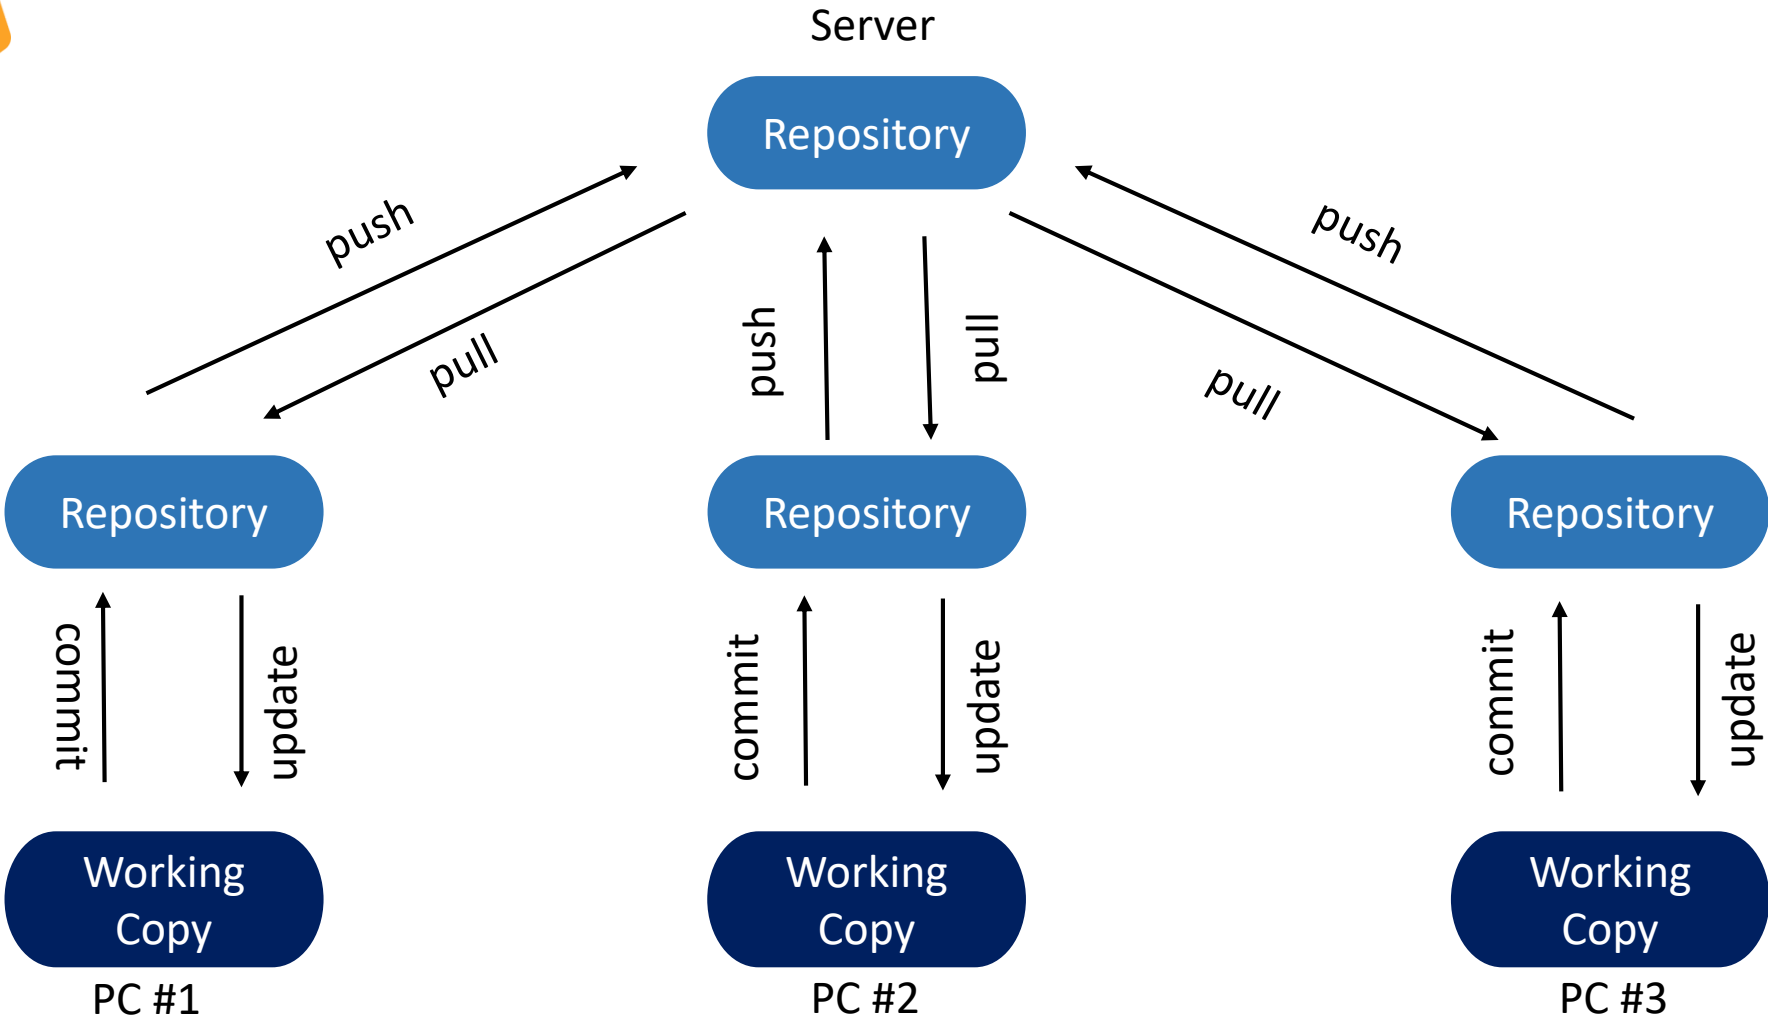 Server
Repository
push
pull
push
pull
push
pull
Repository
Repository
Repository
commit
update
commit
update
commit
update
Working
Copy
Working
Copy
Working
Copy
PC #1
PC #2
PC #3